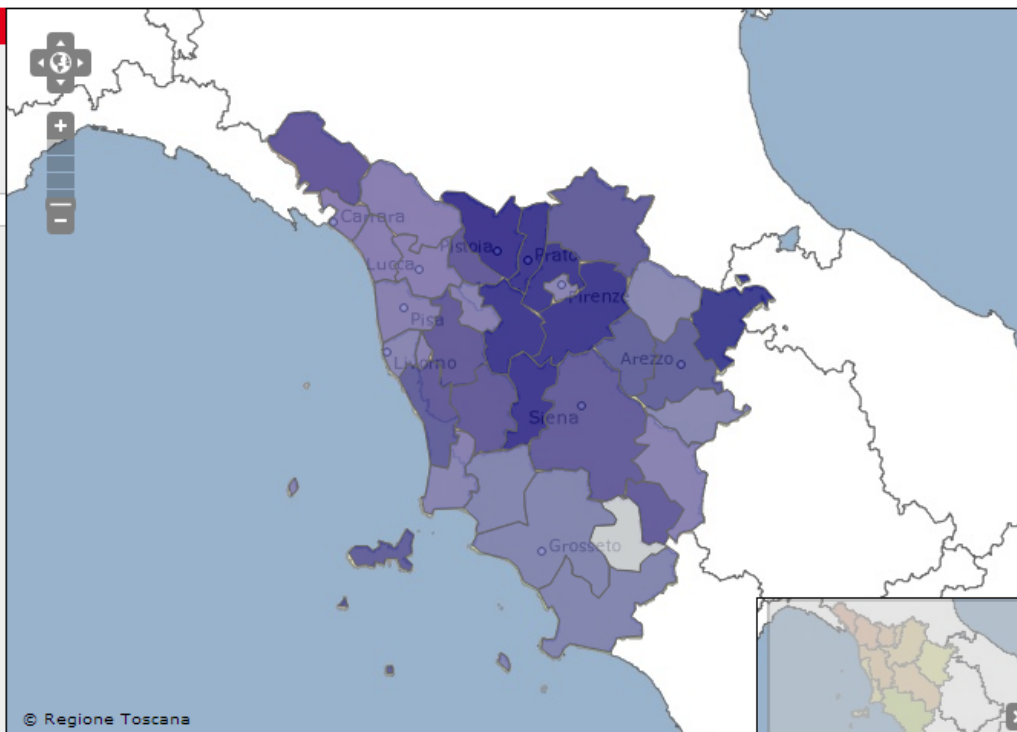 +
Carrara
Pistoia
Prato
Lucca
Firenze
Pisa
Livorno
Arezzo
Siena
Grosseto
−
© Regione Toscana